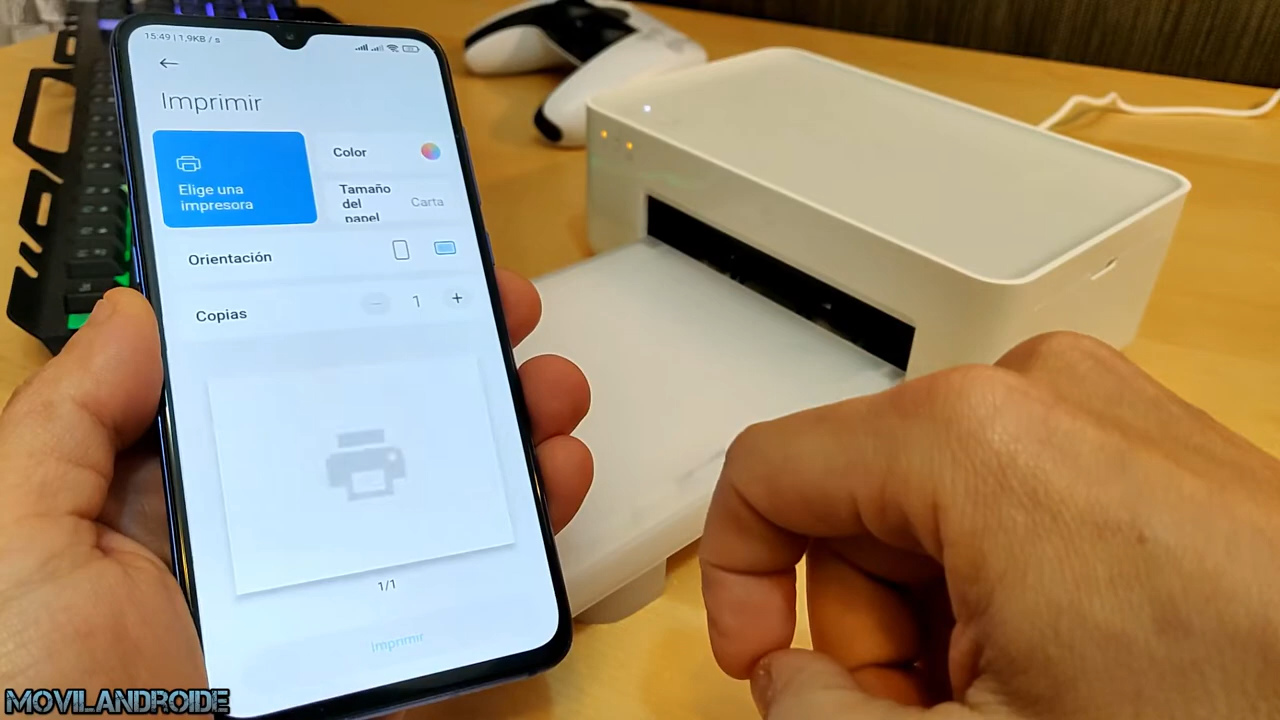 15:49 | 1,9KB / s
Imprimir
Elige una
impresora
Color
Tamaño
del
papel
Carta
Orientación
Copias
1
1/1
Imprimir
MOVILANDROIDE